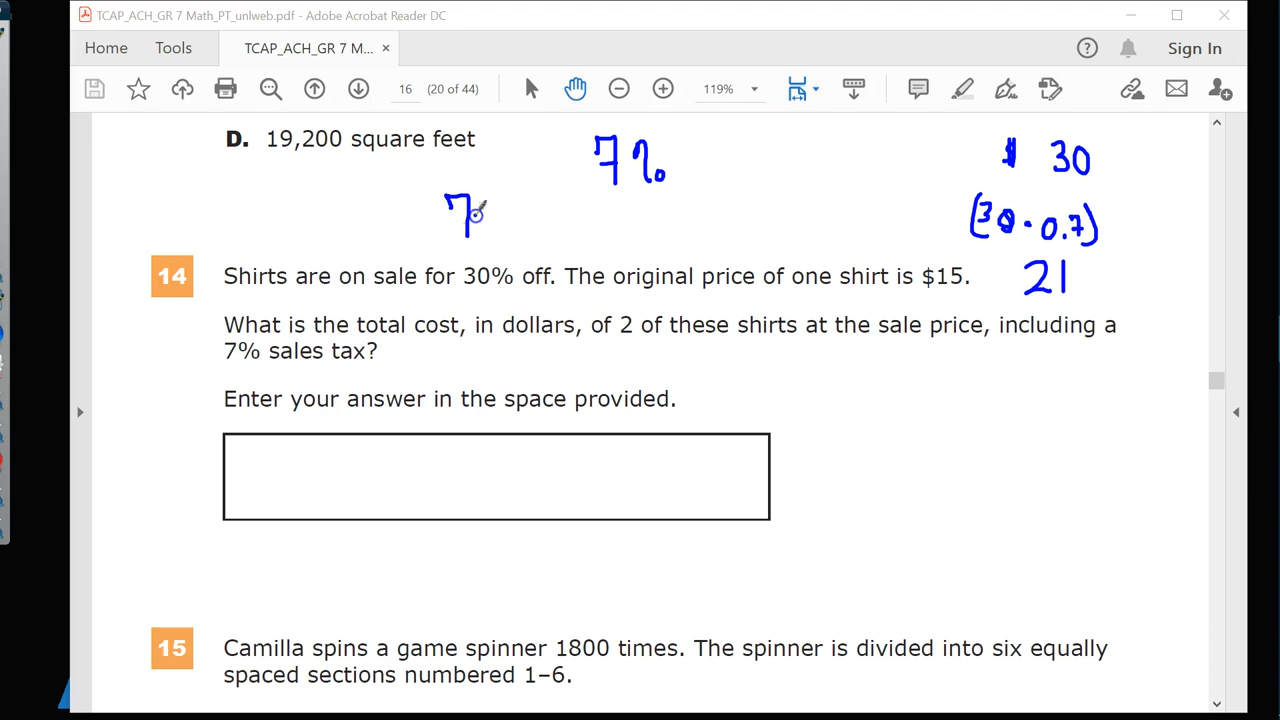 TCAP_ACH_GR 7 Math_PT_unlweb.pdf - Adobe Acrobat Reader DC
Home Tools TCAP_ACH_GR 7 M... × Sign In
16 (20 of 44) 119%
D. 19,200 square feet
7% $ 30
7 (30 · 0.7)
14 Shirts are on sale for 30% off. The original price of one shirt is $15. 21
What is the total cost, in dollars, of 2 of these shirts at the sale price, including a
7% sales tax?
Enter your answer in the space provided.
15 Camilla spins a game spinner 1800 times. The spinner is divided into six equally
spaced sections numbered 1–6.